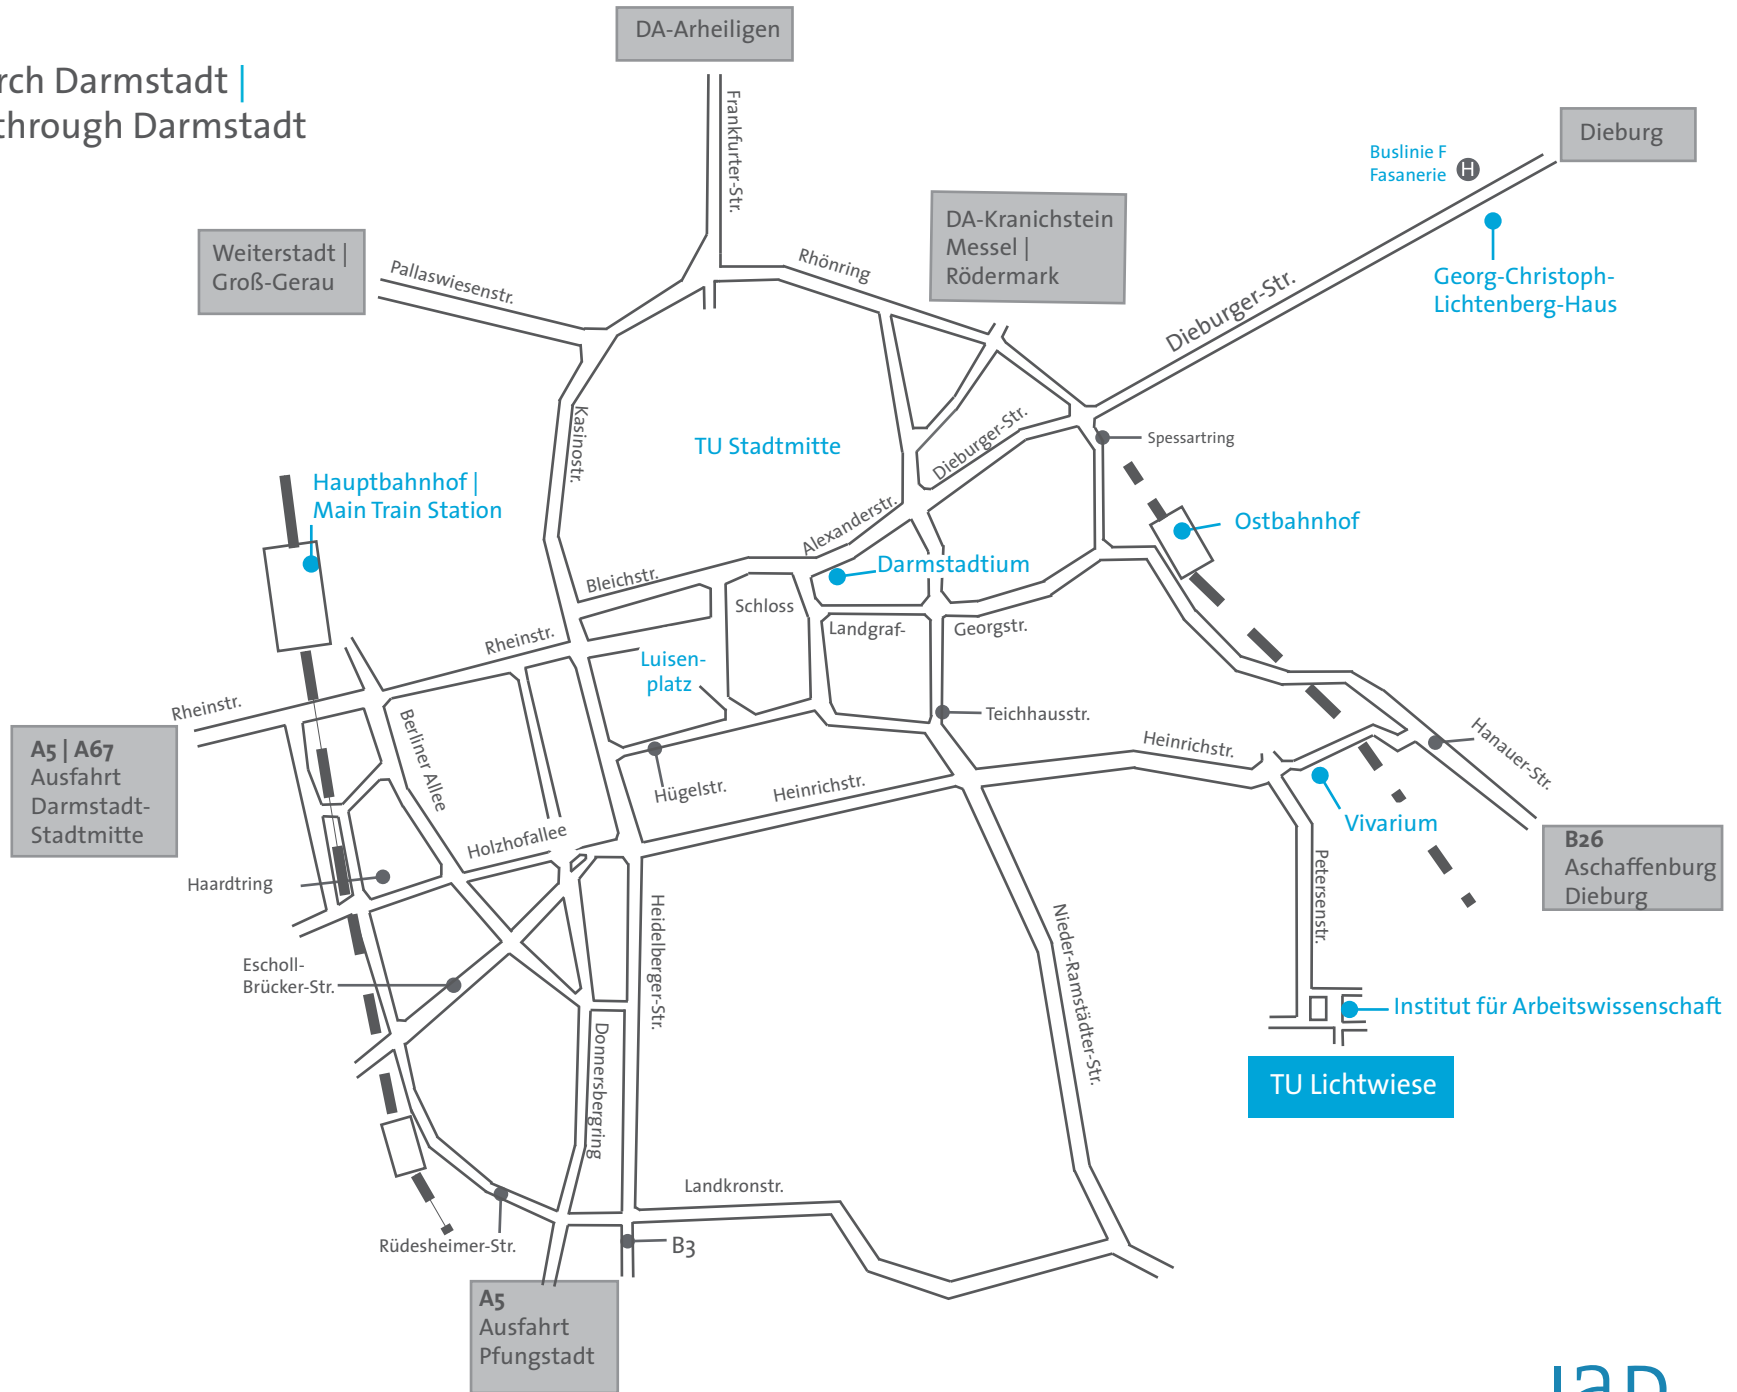 rch Darmstadt |
through Darmstadt
DA-Arheiligen
Frankfurter-Str.
Dieburg
Buslinie F
Fasanerie
H
Georg-Christoph-
Lichtenberg-Haus
DA-Kranichstein
Messel |
Rödermark
Weiterstadt |
Groß-Gerau
Pallaswiesenstr.
Rhönring
Dieburger-Str.
Kasinostr.
TU Stadtmitte
Dieburger-Str.
Spessartring
Hauptbahnhof |
Main Train Station
Alexanderstr.
Ostbahnhof
Darmstadtium
Bleichstr.
Schloss
Landgraf-
Georgstr.
Rheinstr.
Luisen-
platz
Rheinstr.
Berliner Allee
Teichhausstr.
Heinrichstr.
Hanauer-Str.
A5 | A67
Ausfahrt
Darmstadt-
Stadtmitte
Hügelstr.
Heinrichstr.
Vivarium
Holzhofallee
B26
Aschaffenburg
Dieburg
Haardtring
Heidelberger-Str.
Petersenstr.
Nieder-Ramstädter-Str.
Escholl-
Brücker-Str.
Institut für Arbeitswissenschaft
Donnersbergring
TU Lichtwiese
Landkronstr.
Rüdesheimer-Str.
B3
A5
Ausfahrt
Pfungstadt